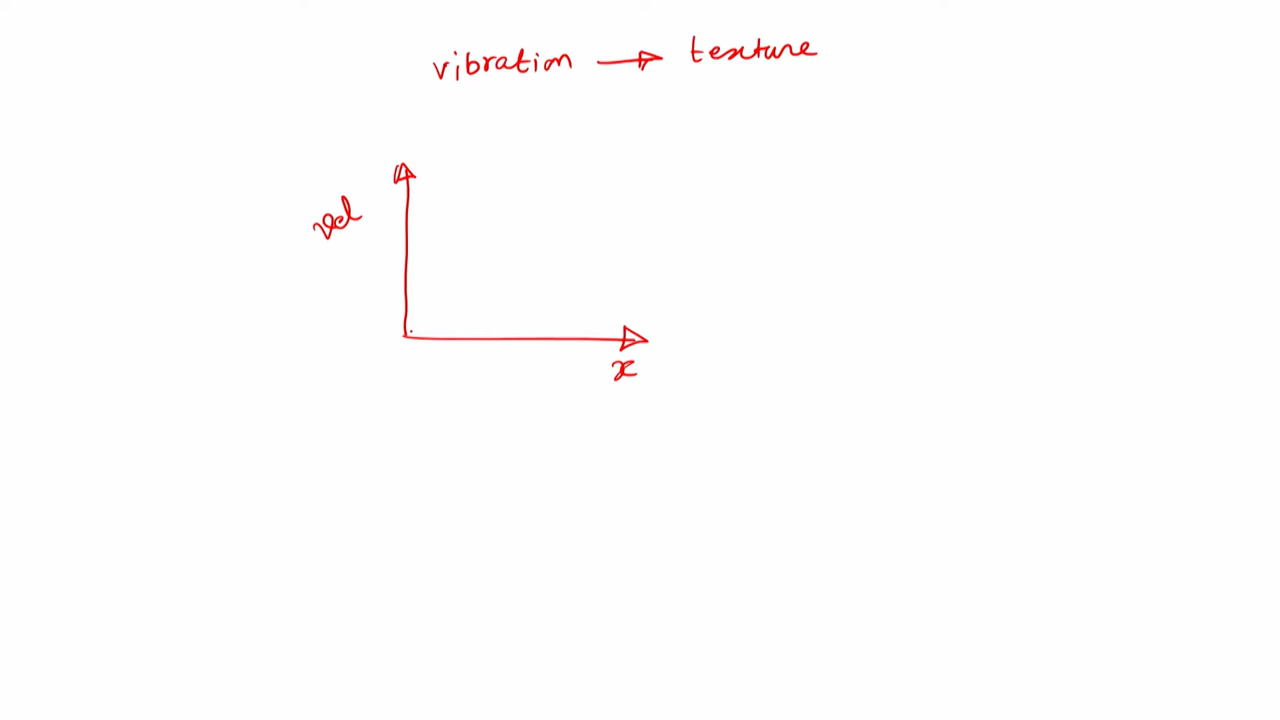 vibration → texture
vel
x